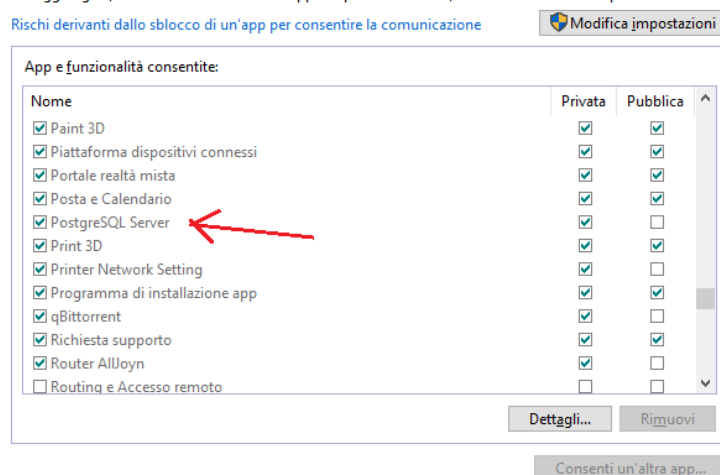 Rischi derivanti dallo sblocco di un'app per consentire la comunicazione
Modifica impostazioni
App e funzionalità consentite:
Nome Privata Pubblica
Paint 3D
Piattaforma dispositivi connessi
Portale realtà mista
Posta e Calendario
PostgreSQL Server
Print 3D
Printer Network Setting
Programma di installazione app
qBittorrent
Richiesta supporto
Router AllJoyn
Routing e Accesso remoto
Dettagli... Rimuovi
Consenti un'altra app...